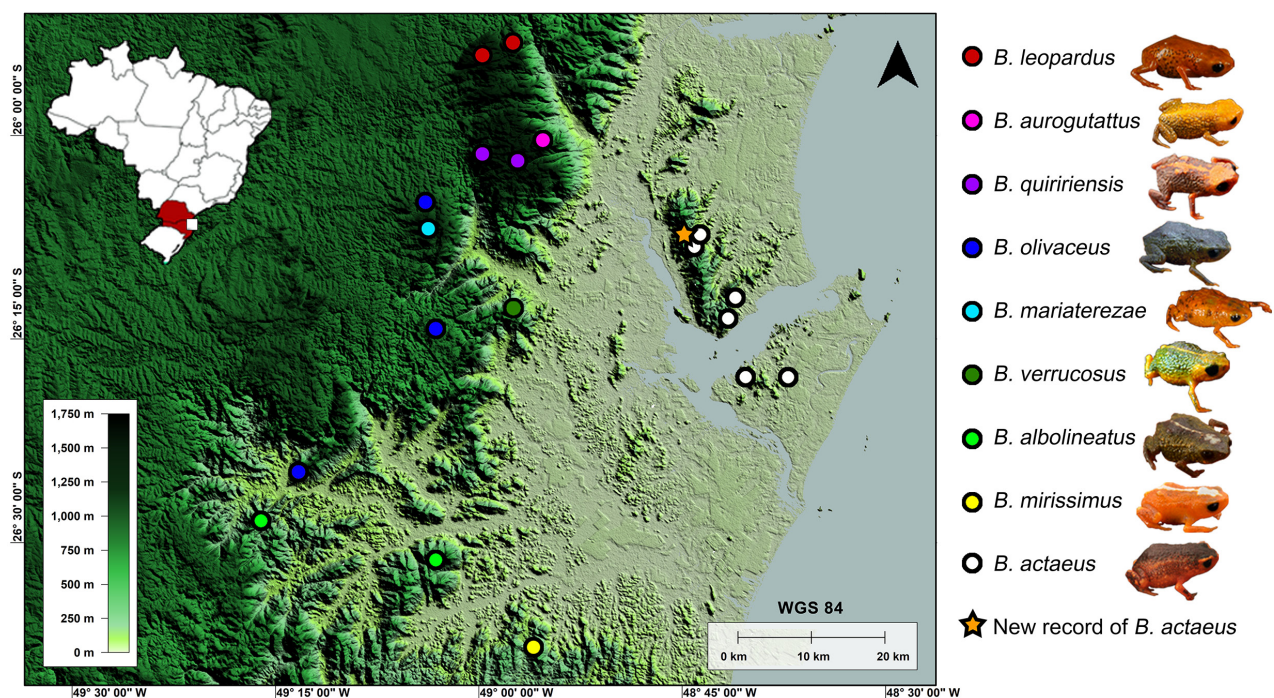 26° 00' 00'' S
26° 15' 00'' S
26° 30' 00'' S
1,750 m
1,500 m
1,250 m
1,000 m
750 m
500 m
250 m
0 m
WGS 84
0 km 10 km 20 km
49° 30' 00'' W 49° 15' 00'' W 49° 00' 00'' W 48° 45' 00'' W 48° 30' 00'' W
B. leopardus
B. aurogutattus
B. quiririensis
B. olivaceus
B. mariaterezae
B. verrucosus
B. albolineatus
B. mirissimus
B. actaeus
New record of B. actaeus